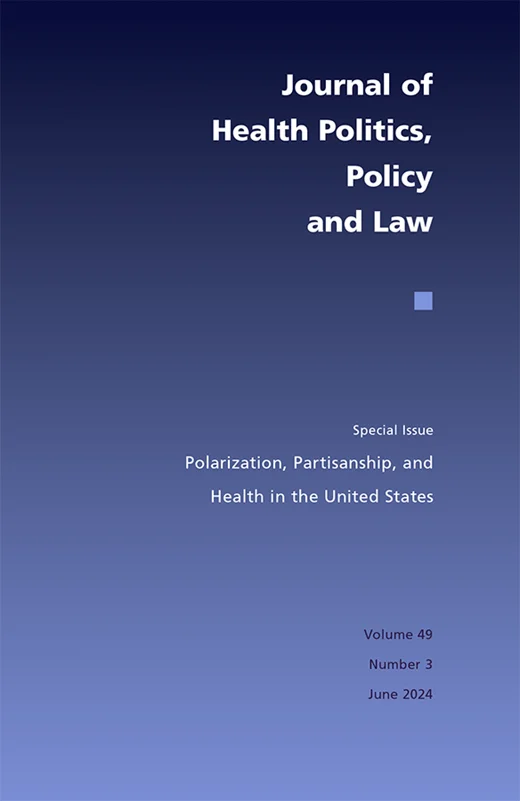 Journal of
Health Politics,
Policy
and Law
Special Issue
Polarization, Partisanship, and
Health in the United States
Volume 49
Number 3
June 2024